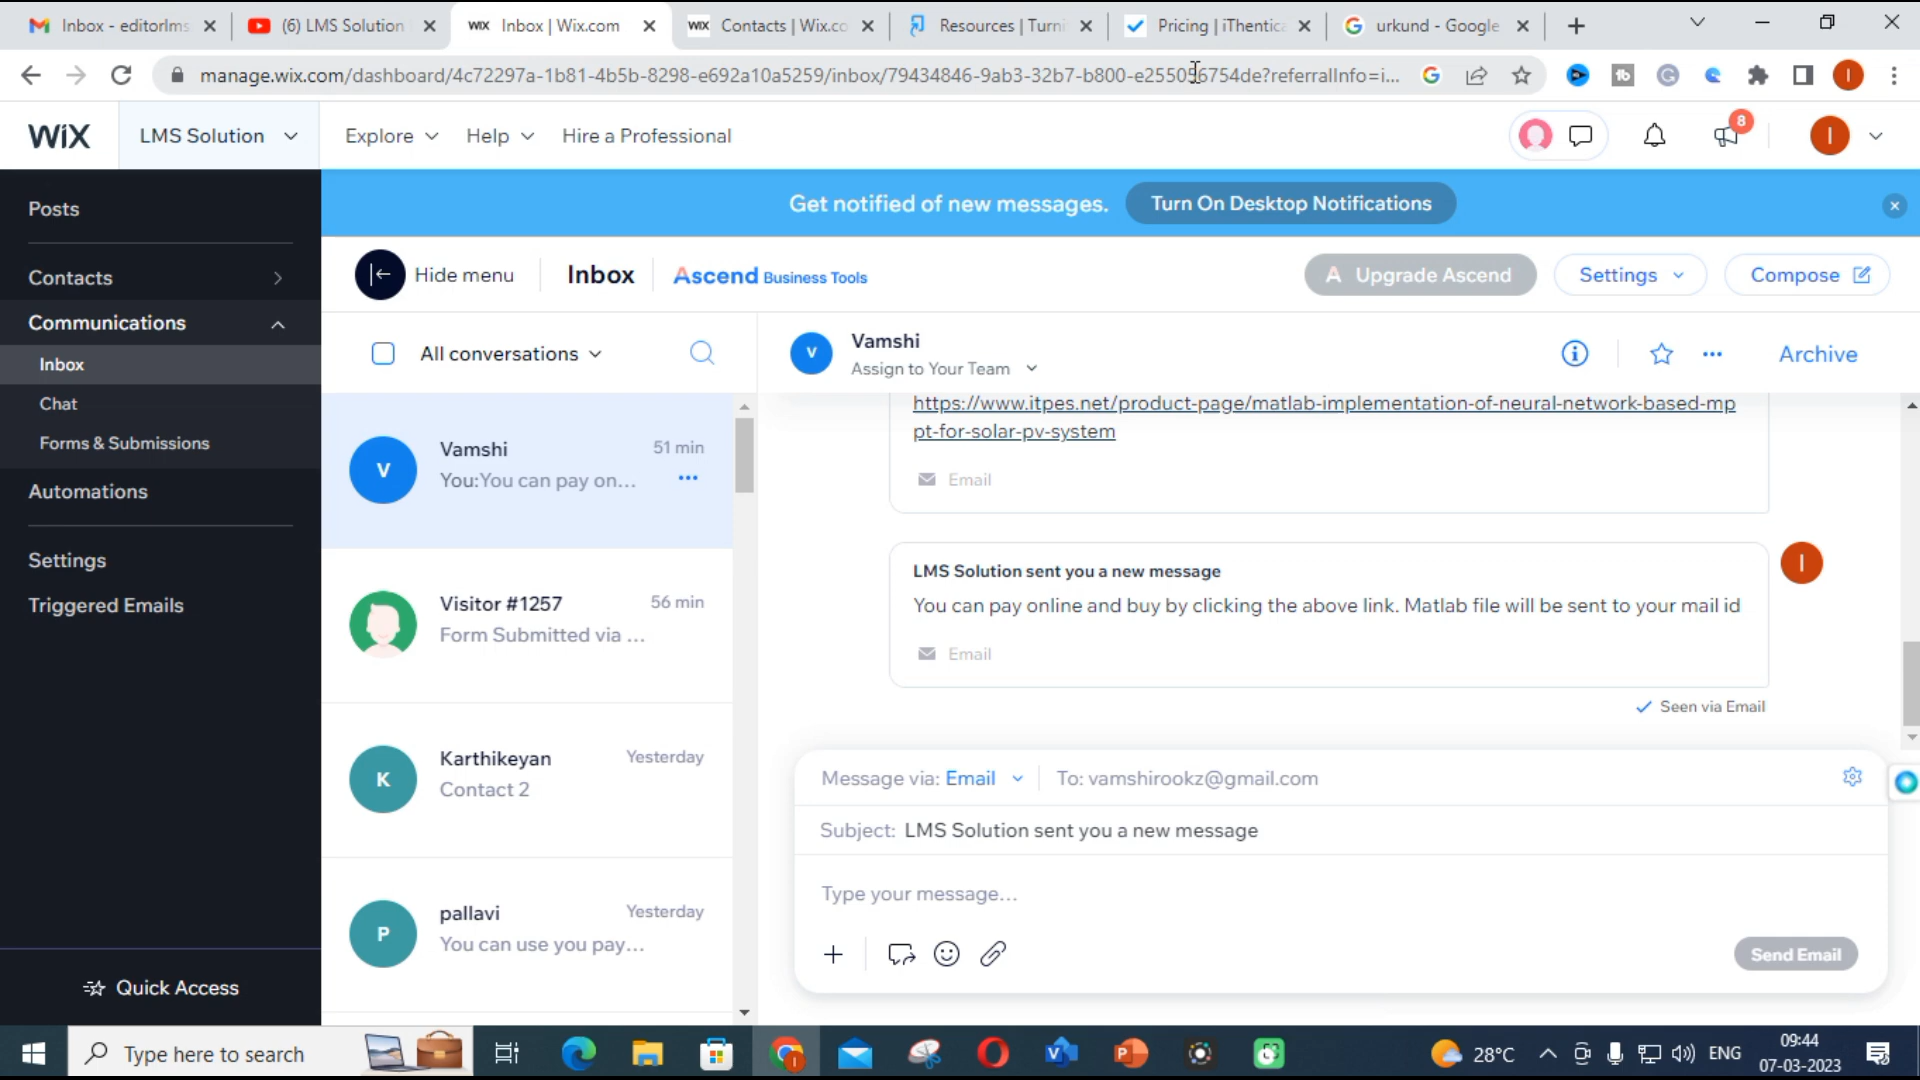 Inbox - editorlms
(6) LMS Solution
WiX Inbox | Wix.com
WiX Contacts | Wix.co
Resources | Turni
Pricing | iThentica
urkund - Google
manage.wix.com/dashboard/4c72297a-1b81-4b5b-8298-e692a10a5259/inbox/79434846-9ab3-32b7-b800-e255056754de?referralInfo=i...
WiX
LMS Solution
Explore
Help
Hire a Professional
8
I
Posts
Contacts
Communications
Inbox
Chat
Forms & Submissions
Automations
Settings
Triggered Emails
Quick Access
Get notified of new messages.
Turn On Desktop Notifications
Hide menu
Inbox
Ascend Business Tools
Upgrade Ascend
Settings
Compose
All conversations
V
Vamshi
51 min
You:You can pay on...
Visitor #1257
56 min
Form Submitted via ...
K
Karthikeyan
Yesterday
Contact 2
P
pallavi
Yesterday
You can use you pay...
V
Vamshi
Assign to Your Team
Archive
https://www.itpes.net/product-page/matlab-implementation-of-neural-network-based-mp
pt-for-solar-pv-system
Email
LMS Solution sent you a new message
You can pay online and buy by clicking the above link. Matlab file will be sent to your mail id
Email
I
Seen via Email
Message via: Email
To: vamshirookz@gmail.com
Subject: LMS Solution sent you a new message
Type your message...
Send Email
Type here to search
28°C
ENG
09:44
07-03-2023